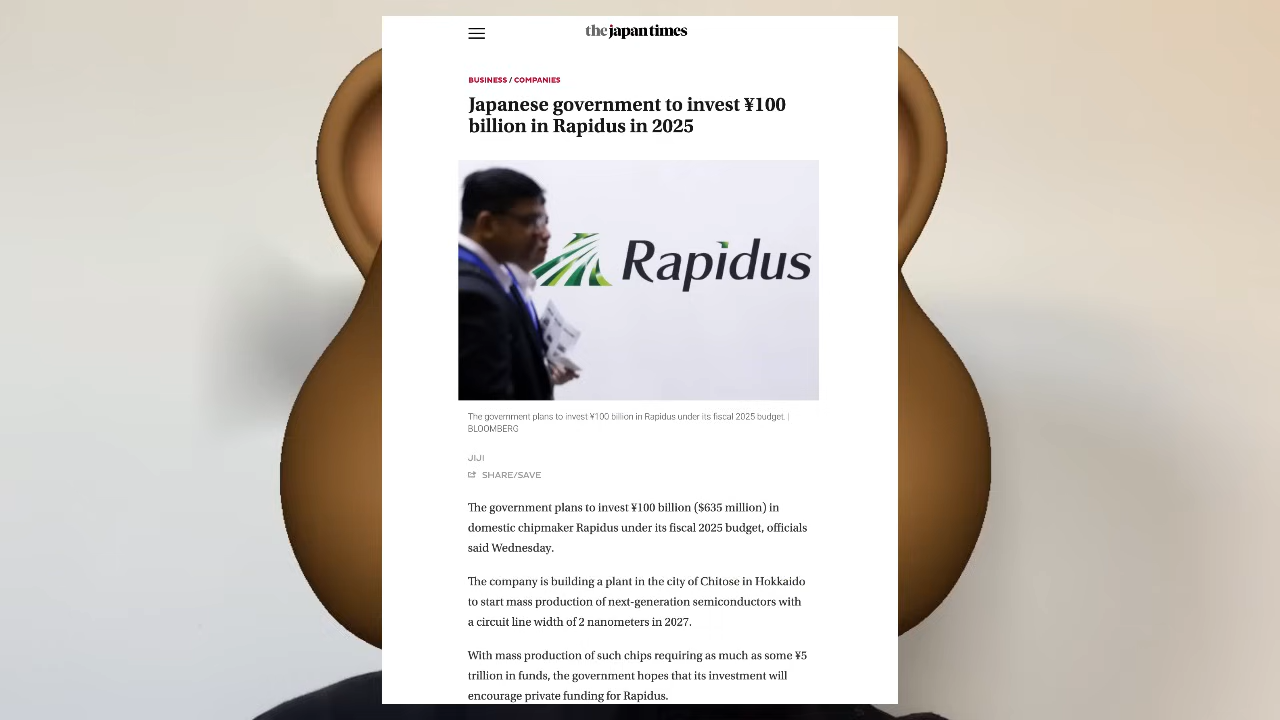 the japan times
BUSINESS / COMPANIES
Japanese government to invest ¥100
billion in Rapidus in 2025
Rapidus
The government plans to invest ¥100 billion in Rapidus under its fiscal 2025 budget. |
BLOOMBERG
JIJI
SHARE/SAVE
The government plans to invest ¥100 billion ($635 million) in
domestic chipmaker Rapidus under its fiscal 2025 budget, officials
said Wednesday.
The company is building a plant in the city of Chitose in Hokkaido
to start mass production of next-generation semiconductors with
a circuit line width of 2 nanometers in 2027.
With mass production of such chips requiring as much as some ¥5
trillion in funds, the government hopes that its investment will
encourage private funding for Rapidus.